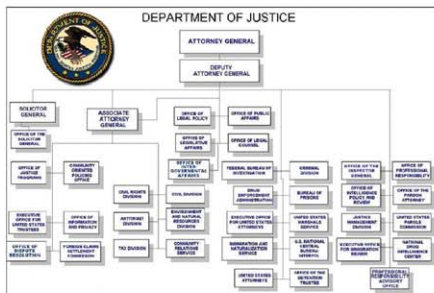 DEPARTMENT OF JUSTICE
ATTORNEY GENERAL
DEPUTY
ATTORNEY GENERAL
SOLICITOR
GENERAL
ASSOCIATE
ATTORNEY
GENERAL
OFFICE OF THE
SOLICITOR
GENERAL
OFFICE OF
LEGAL POLICY
OFFICE OF PUBLIC
AFFAIRS
OFFICE OF
LEGISLATIVE
AFFAIRS
OFFICE OF LEGAL
COUNSEL
OFFICE OF
JUSTICE
PROGRAMS
COMMUNITY
ORIENTED
POLICING
OFFICE
OFFICE OF
INTER-
GOVERNMENTAL
AFFAIRS
FEDERAL BUREAU OF
INVESTIGATION
CRIMINAL
DIVISION
OFFICE OF THE
INSPECTOR
GENERAL
OFFICE OF
PROFESSIONAL
RESPONSIBILITY
CIVIL RIGHTS
DIVISION
CIVIL DIVISION
DRUG
ENFORCEMENT
ADMINISTRATION
BUREAU OF
PRISONS
OFFICE OF
INTELLIGENCE
POLICY AND
REVIEW
OFFICE OF
THE PARDON
ATTORNEY
EXECUTIVE
OFFICE FOR
UNITED STATES
TRUSTEES
OFFICE OF
INFORMATION
AND PRIVACY
ANTITRUST
DIVISION
ENVIRONMENT
AND NATURAL
RESOURCES
DIVISION
EXECUTIVE OFFICE FOR
UNITED STATES
ATTORNEYS
UNITED STATES
MARSHALS
SERVICE
JUSTICE
MANAGEMENT
DIVISION
UNITED STATES
PAROLE
COMMISSION
OFFICE OF
DISPUTE
RESOLUTION
FOREIGN CLAIMS
SETTLEMENT
COMMISSION
TAX DIVISION
COMMUNITY
RELATIONS
SERVICE
IMMIGRATION AND
NATURALIZATION
SERVICE
U.S. NATIONAL
CENTRAL
BUREAU
INTERPOL
EXECUTIVE OFFICE
FOR IMMIGRATION
REVIEW
NATIONAL
DRUG
INTELLIGENCE
CENTER
UNITED STATES
ATTORNEYS
OFFICE OF
THE DETENTION
TRUSTEE
PROFESSIONAL
RESPONSIBILITY
ADVISORY
OFFICE